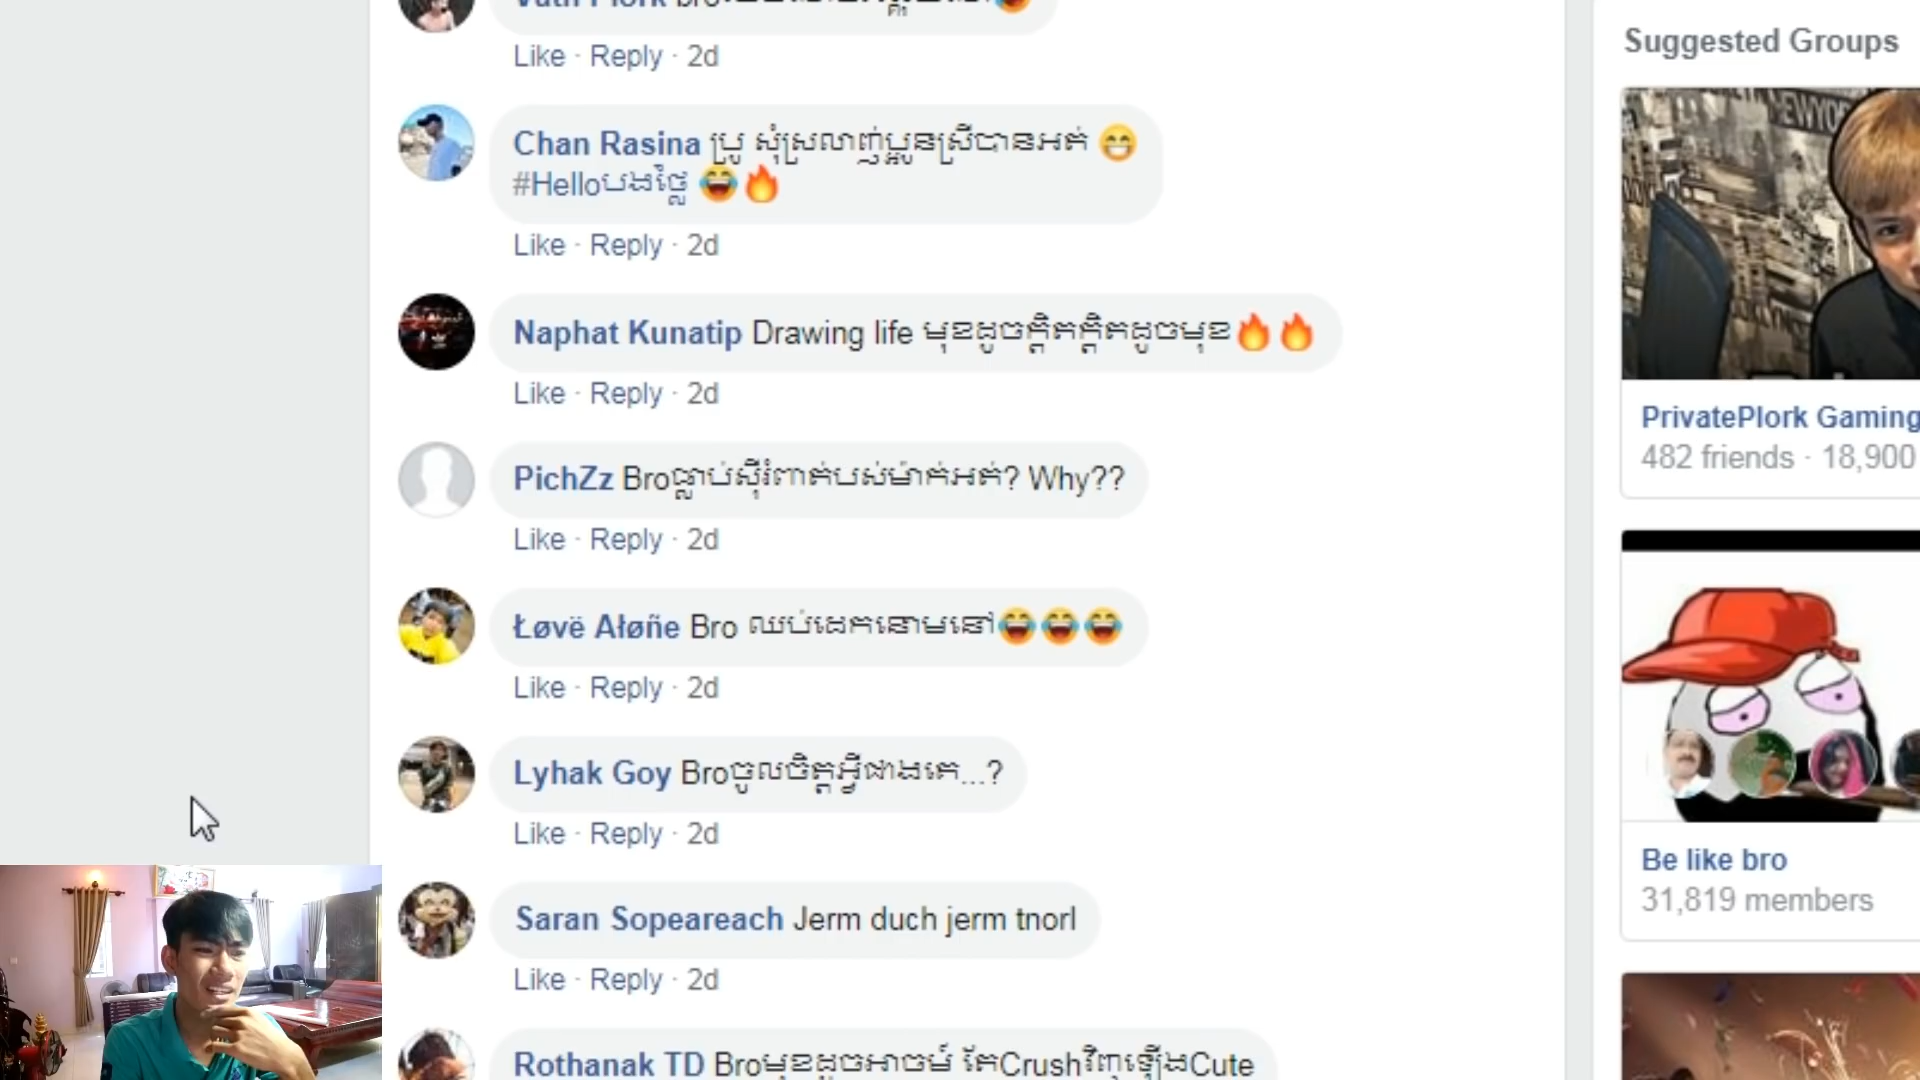 Like · Reply · 2d
Chan Rasina ប្រូ សុំស្រលាញ់ប្អូនស្រីបានអត់ 😁
#Helloបងថ្លៃ 😂🔥
Like · Reply · 2d
Naphat Kunatip Drawing life មុខដូចក្តិតក្តិតដូចមុខ🔥🔥
Like · Reply · 2d
PichZz Broធ្លាប់ស៊ីរំពាត់បស់ម៉ាក់អត់? Why??
Like · Reply · 2d
Łøvë Ałøñe Bro ឈប់ដេកនោមនៅ😂😂😂
Like · Reply · 2d
Lyhak Goy Broចូលចិត្តអ្វីជាងគេ...?
Like · Reply · 2d
Saran Sopeareach Jerm duch jerm tnorl
Like · Reply · 2d
Rothanak TD Broមុខដូចអាចម៍ តែCrushវិញឡើងCute
Suggested Groups
PrivatePlork Gaming
482 friends · 18,900
Be like bro
31,819 members